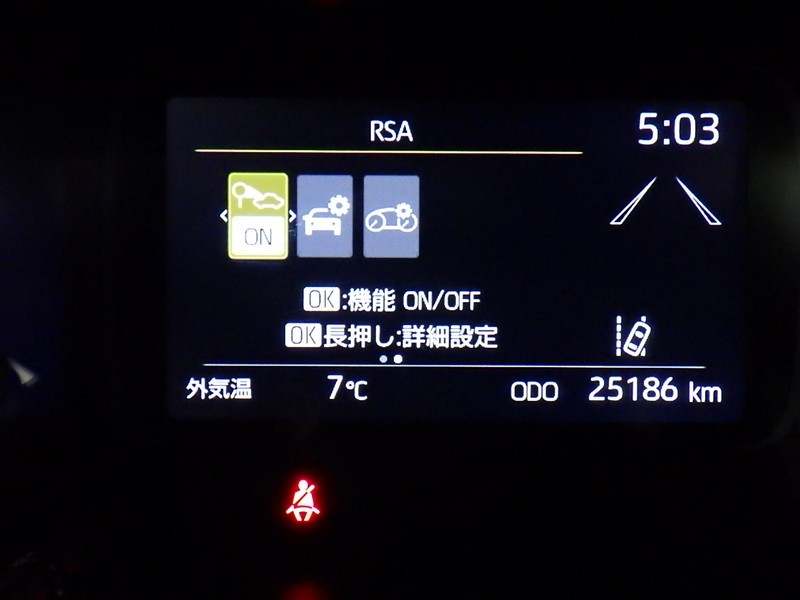 RSA
5:03
ON
OK:機能 ON/OFF
OK長押し:詳細設定
外気温 7℃ ODO 25186 km